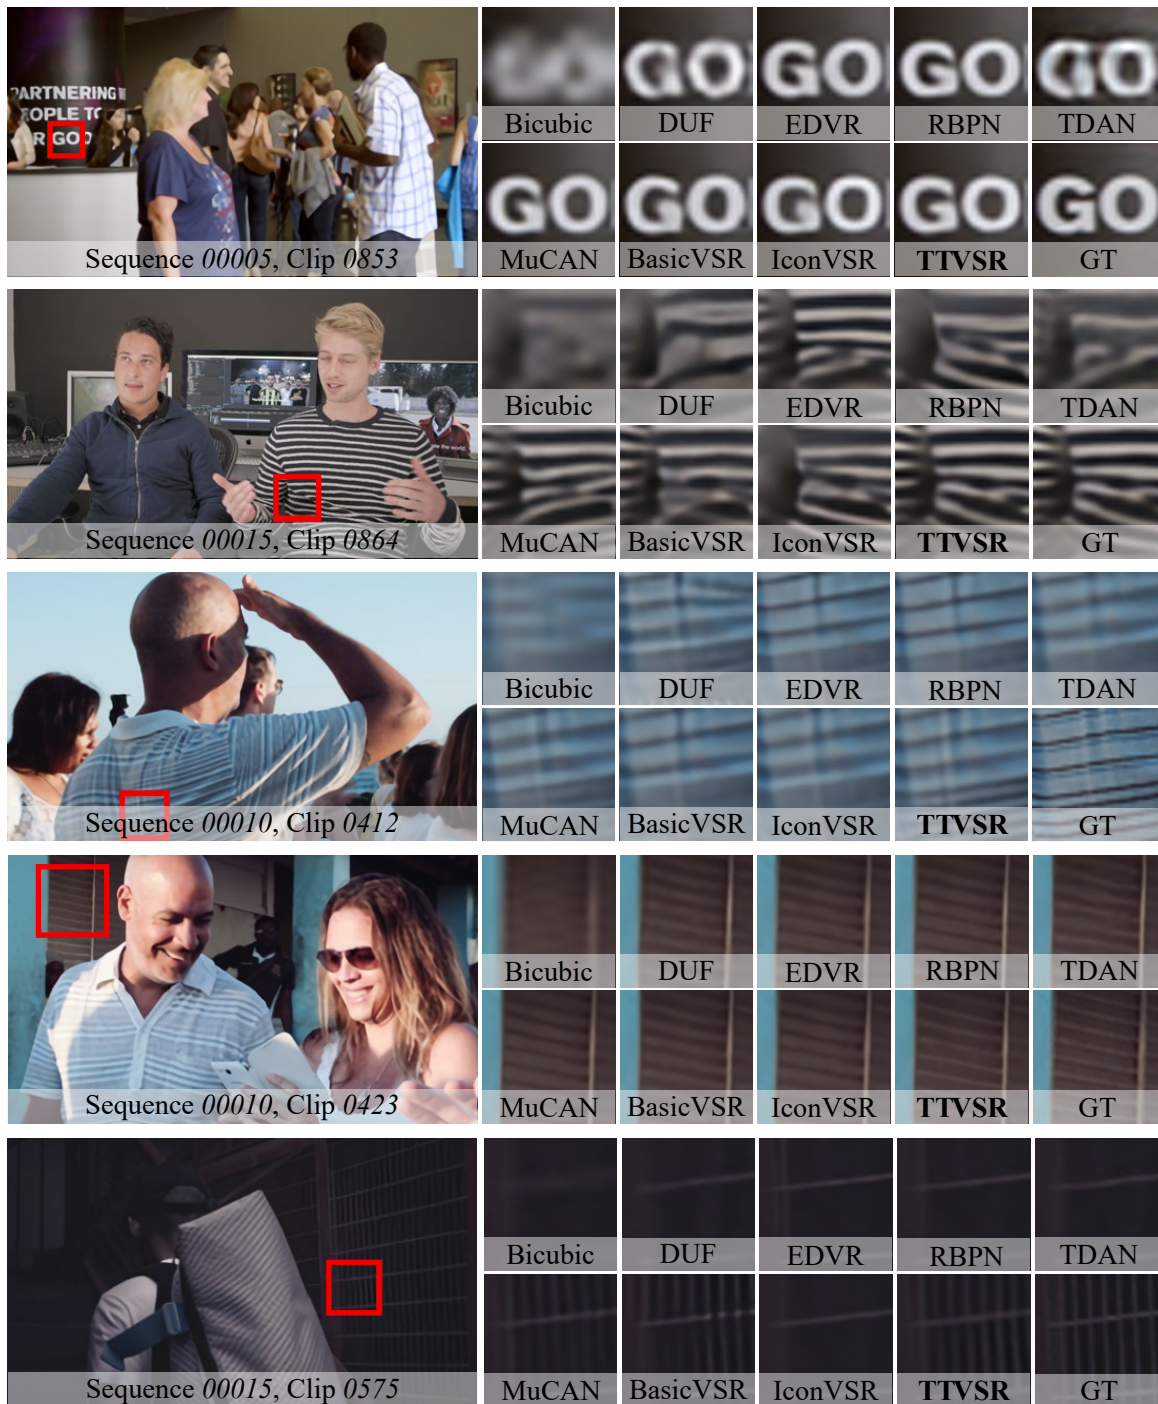 PARTNERING
PEOPLE TO
R GOO
GO
GO
GO
GO
GO
Bicubic
DUF
EDVR
RBPN
TDAN
GO
GO
GO
GO
GO
MuCAN
BasicVSR
IconVSR
TTVSR
GT
Sequence 00005, Clip 0853
Bicubic
DUF
EDVR
RBPN
TDAN
the world.
MuCAN
BasicVSR
IconVSR
TTVSR
GT
Sequence 00015, Clip 0864
Bicubic
DUF
EDVR
RBPN
TDAN
MuCAN
BasicVSR
IconVSR
TTVSR
GT
Sequence 00010, Clip 0412
Bicubic
DUF
EDVR
RBPN
TDAN
MuCAN
BasicVSR
IconVSR
TTVSR
GT
Sequence 00010, Clip 0423
Bicubic
DUF
EDVR
RBPN
TDAN
MuCAN
BasicVSR
IconVSR
TTVSR
GT
Sequence 00015, Clip 0575